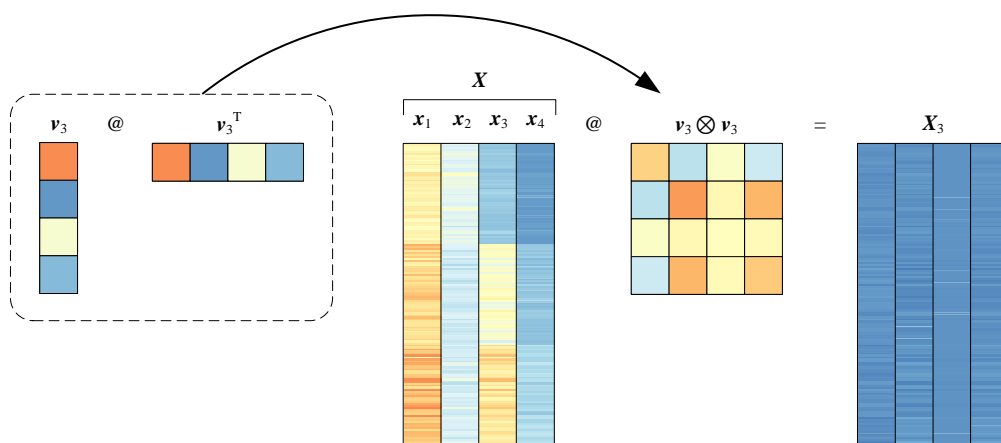 X
v₃ @ v₃ᵀ x₁ x₂ x₃ x₄ @ v₃ ⊗ v₃ = X₃